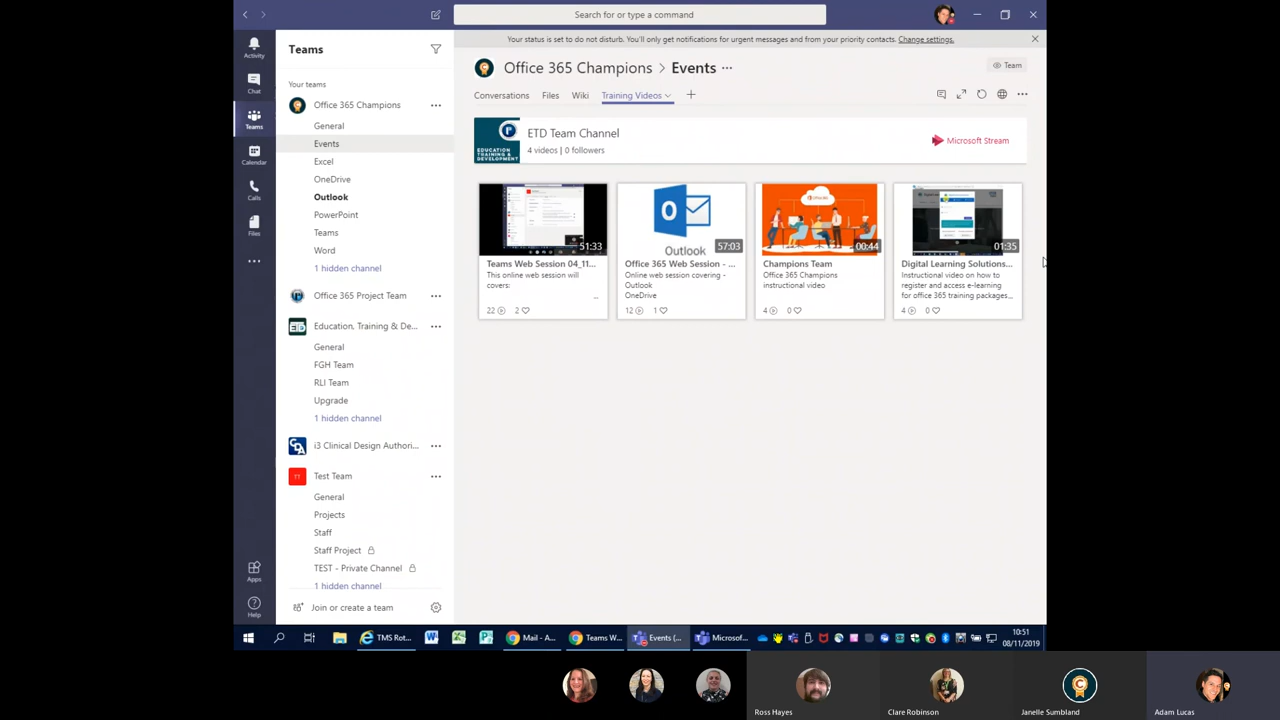 Search for or type a command
Your status is set to do not disturb. You'll only get notifications for urgent messages and from your priority contacts. Change settings.
Activity
Chat
Teams
Calendar
Calls
Files
Apps
Help
Teams
Your teams
Office 365 Champions
General
Events
Excel
OneDrive
Outlook
PowerPoint
Teams
Word
1 hidden channel
Office 365 Project Team
Education, Training & De...
General
FGH Team
RLI Team
Upgrade
1 hidden channel
i3 Clinical Design Authori...
Test Team
General
Projects
Staff
Staff Project
TEST - Private Channel
1 hidden channel
Join or create a team
Office 365 Champions > Events ...
Team
Conversations Files Wiki Training Videos
EDUCATION
TRAINING &
DEVELOPMENT
ETD Team Channel
4 videos | 0 followers
Microsoft Stream
51:33
Teams Web Session 04_11...
This online web session will
covers:
...
22 2
Outlook
57:03
Office 365 Web Session - ...
Online web session covering -
Outlook
OneDrive
12 1
00:44
Champions Team
Office 365 Champions
instructional video
4 0
01:35
Digital Learning Solutions...
Instructional video on how to
register and access e-learning
for office 365 training packages...
4 0
TMS Rot...
Mail - A...
Teams W...
Events (...
Microsof...
10:51
08/11/2019
Ross Hayes
Clare Robinson
Janelle Sumbland
Adam Lucas